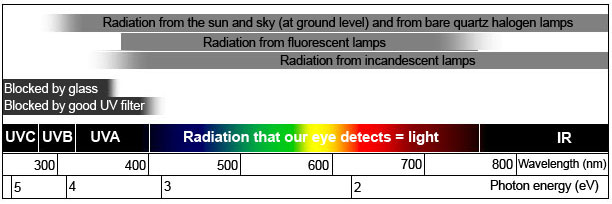 Radiation from the sun and sky (at ground level) and from bare quartz halogen lamps
Radiation from fluorescent lamps
Radiation from incandescent lamps
Blocked by glass
Blocked by good UV filter
UVC UVB UVA Radiation that our eye detects = light IR
300 400 500 600 700 800 Wavelength (nm)
5 4 3 2 Photon energy (eV)